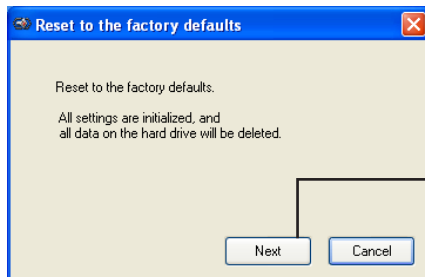 Reset to the factory defaults
Reset to the factory defaults.
All settings are initialized, and
all data on the hard drive will be deleted.
Next
Cancel